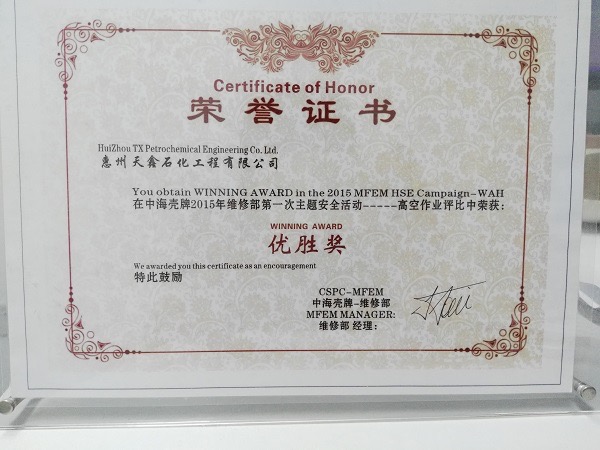 Certificate of Honor
荣誉证书
HuiZhou TX Petrochemical Engineering Co. Ltd.
惠州天鑫石化工程有限公司
You obtain WINNING AWARD in the 2015 MFEM HSE Campaign-WAH
在中海壳牌2015年维修部第一次主题安全活动-----高空作业评比中荣获:
WINNING AWARD
优胜奖
We awarded you this certificate as an encouragement
特此鼓励
CSPC-MFEM
中海壳牌-维修部
MFEM MANAGER:
维修部 经理: